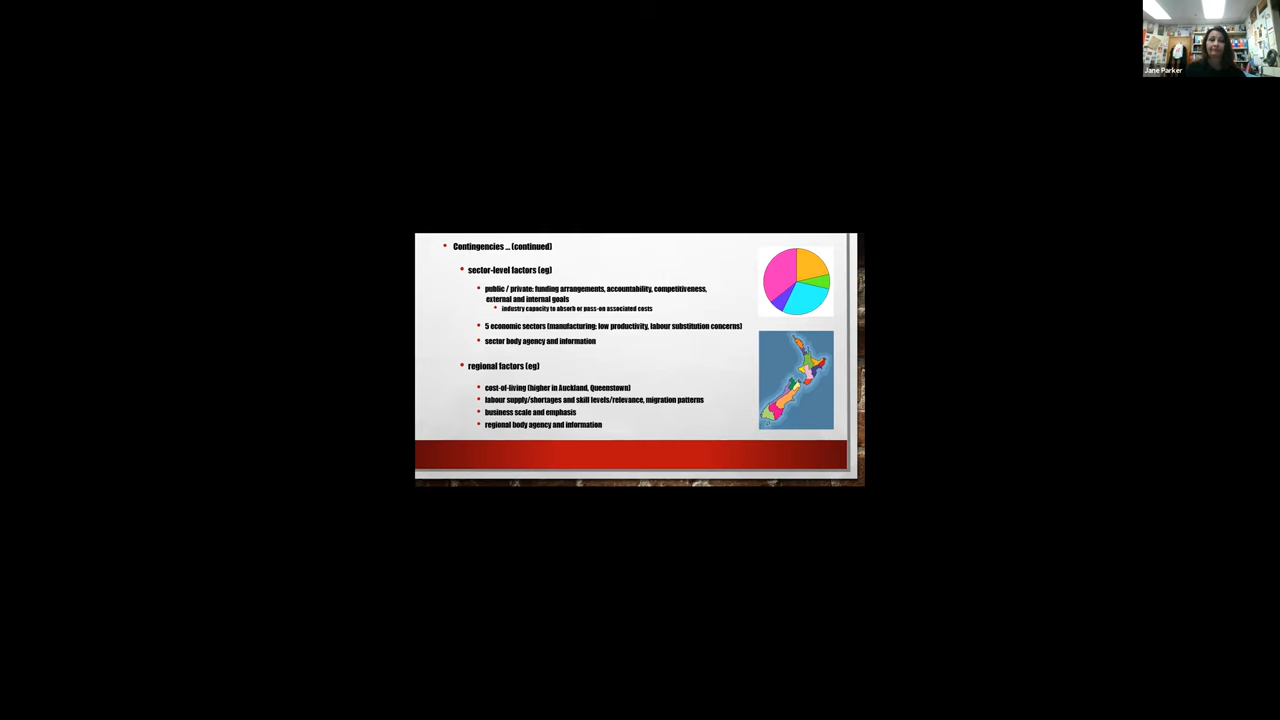 Jane Parker
Contingencies ... (continued)
sector-level factors (eg)
public / private: funding arrangements, accountability, competitiveness,
external and internal goals
industry capacity to absorb or pass-on associated costs
5 economic sectors [manufacturing: low productivity, labour substitution concerns]
sector body agency and information
regional factors (eg)
cost-of-living (higher in Auckland, Queenstown)
labour supply/shortages and skill levels/relevance, migration patterns
business scale and emphasis
regional body agency and information